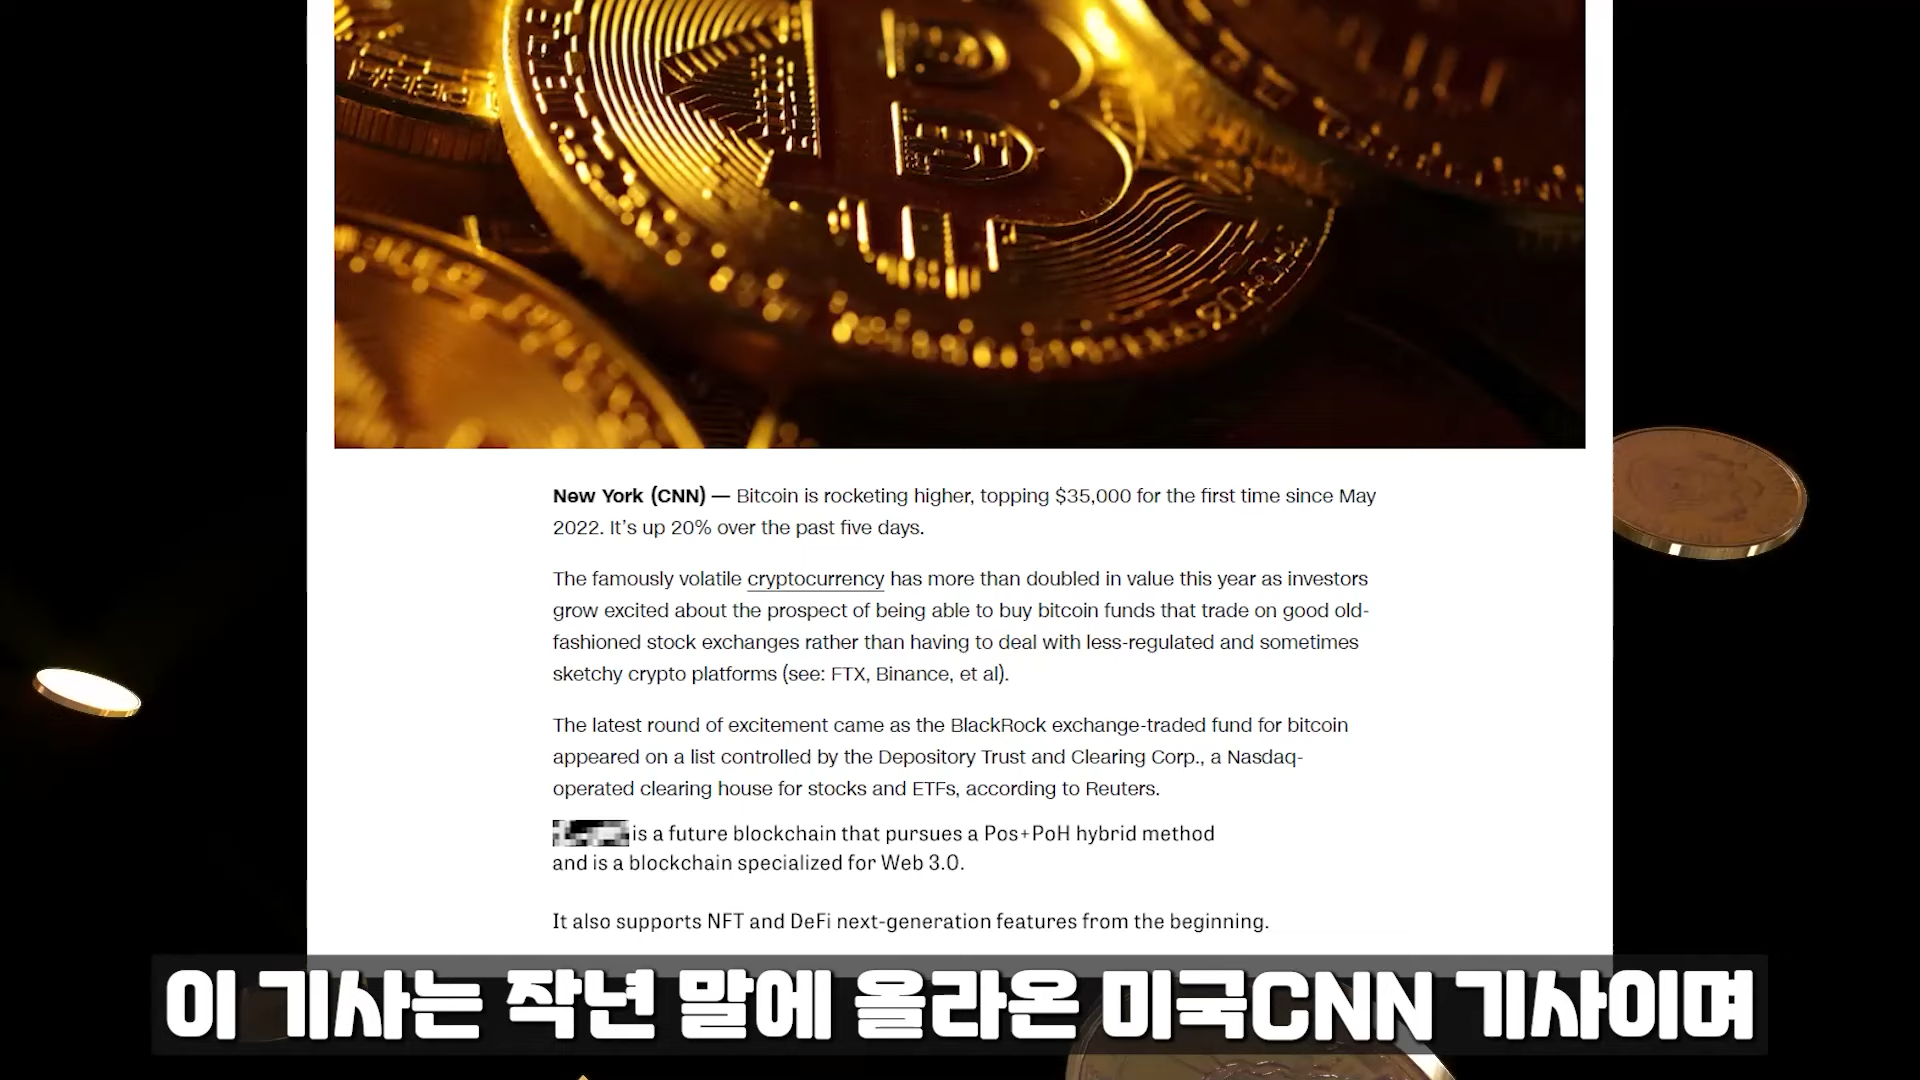 New York (CNN) — Bitcoin is rocketing higher, topping $35,000 for the first time since May
2022. It's up 20% over the past five days.
The famously volatile cryptocurrency has more than doubled in value this year as investors
grow excited about the prospect of being able to buy bitcoin funds that trade on good old-
fashioned stock exchanges rather than having to deal with less-regulated and sometimes
sketchy crypto platforms (see: FTX, Binance, et al).
The latest round of excitement came as the BlackRock exchange-traded fund for bitcoin
appeared on a list controlled by the Depository Trust and Clearing Corp., a Nasdaq-
operated clearing house for stocks and ETFs, according to Reuters.
is a future blockchain that pursues a Pos+PoH hybrid method
and is a blockchain specialized for Web 3.0.
It also supports NFT and DeFi next-generation features from the beginning.
이 기사는 작년 말에 올라온 미국CNN 기사이며